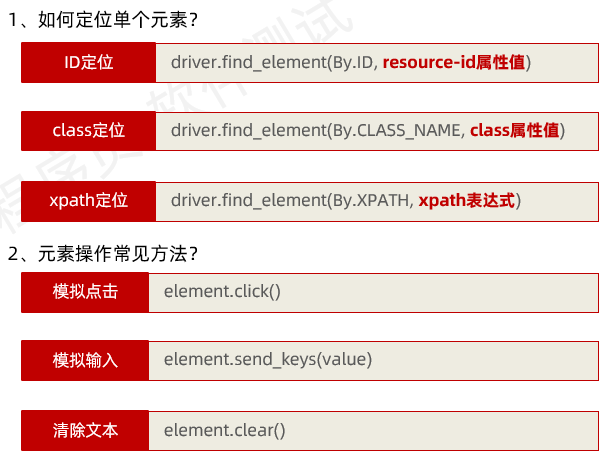 1、如何定位单个元素？
ID定位 driver.find_element(By.ID, resource-id属性值)
class定位 driver.find_element(By.CLASS_NAME, class属性值)
xpath定位 driver.find_element(By.XPATH, xpath表达式)
2、元素操作常见方法？
模拟点击 element.click()
模拟输入 element.send_keys(value)
清除文本 element.clear()